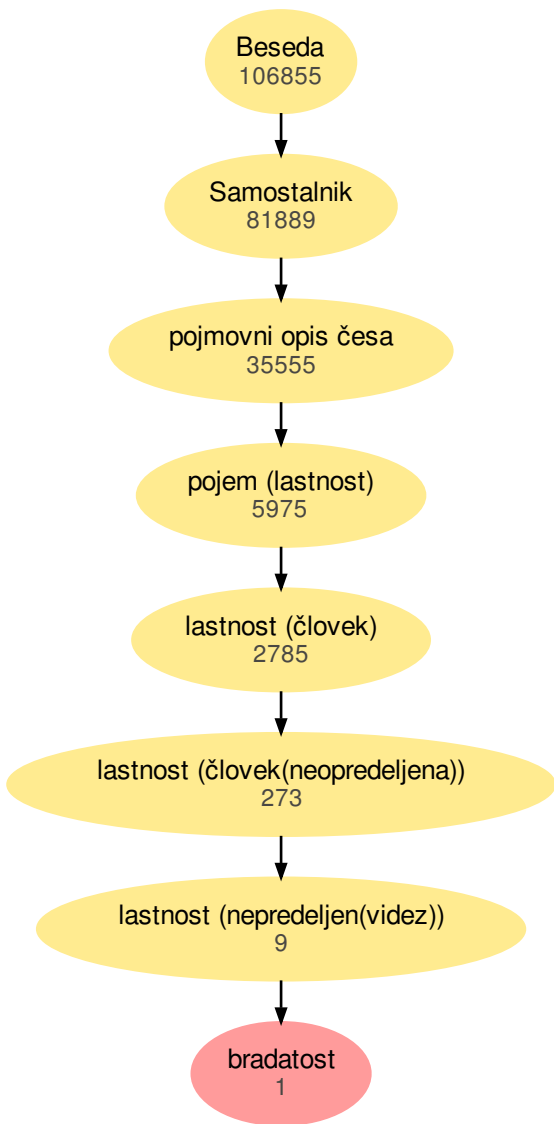 Beseda
106855
Samostalnik
81889
pojmovni opis česa
35555
pojem (lastnost)
5975
lastnost (človek)
2785
lastnost (človek(neopredeljena))
273
lastnost (nepredeljen(videz))
9
bradatost
1